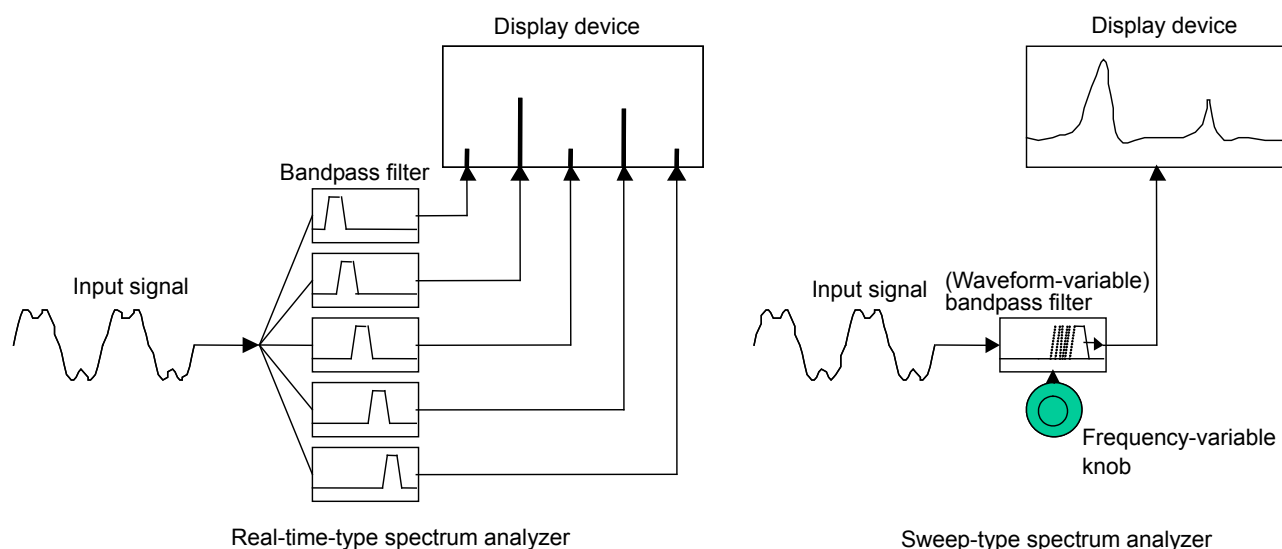 Display device
Bandpass filter
Input signal
Real-time-type spectrum analyzer
Display device
Input signal
(Waveform-variable)
bandpass filter
Frequency-variable
knob
Sweep-type spectrum analyzer